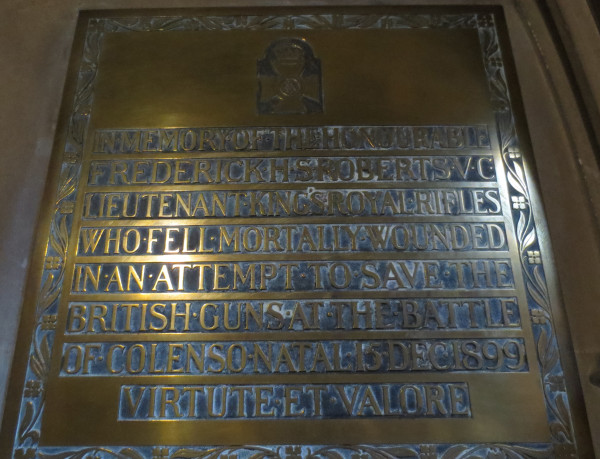 IN·MEMORY·OF·THE·HONOURABLE
FREDERICK·H·S·ROBERTS·V·C
LIEUTENANT·KING'S·ROYAL·RIFLES
WHO·FELL·MORTALLY·WOUNDED
IN·AN·ATTEMPT·TO·SAVE·THE
BRITISH·GUNS·AT·THE·BATTLE
OF·COLENSO·NATAL·15·DEC·1899
VIRTUTE·ET·VALORE